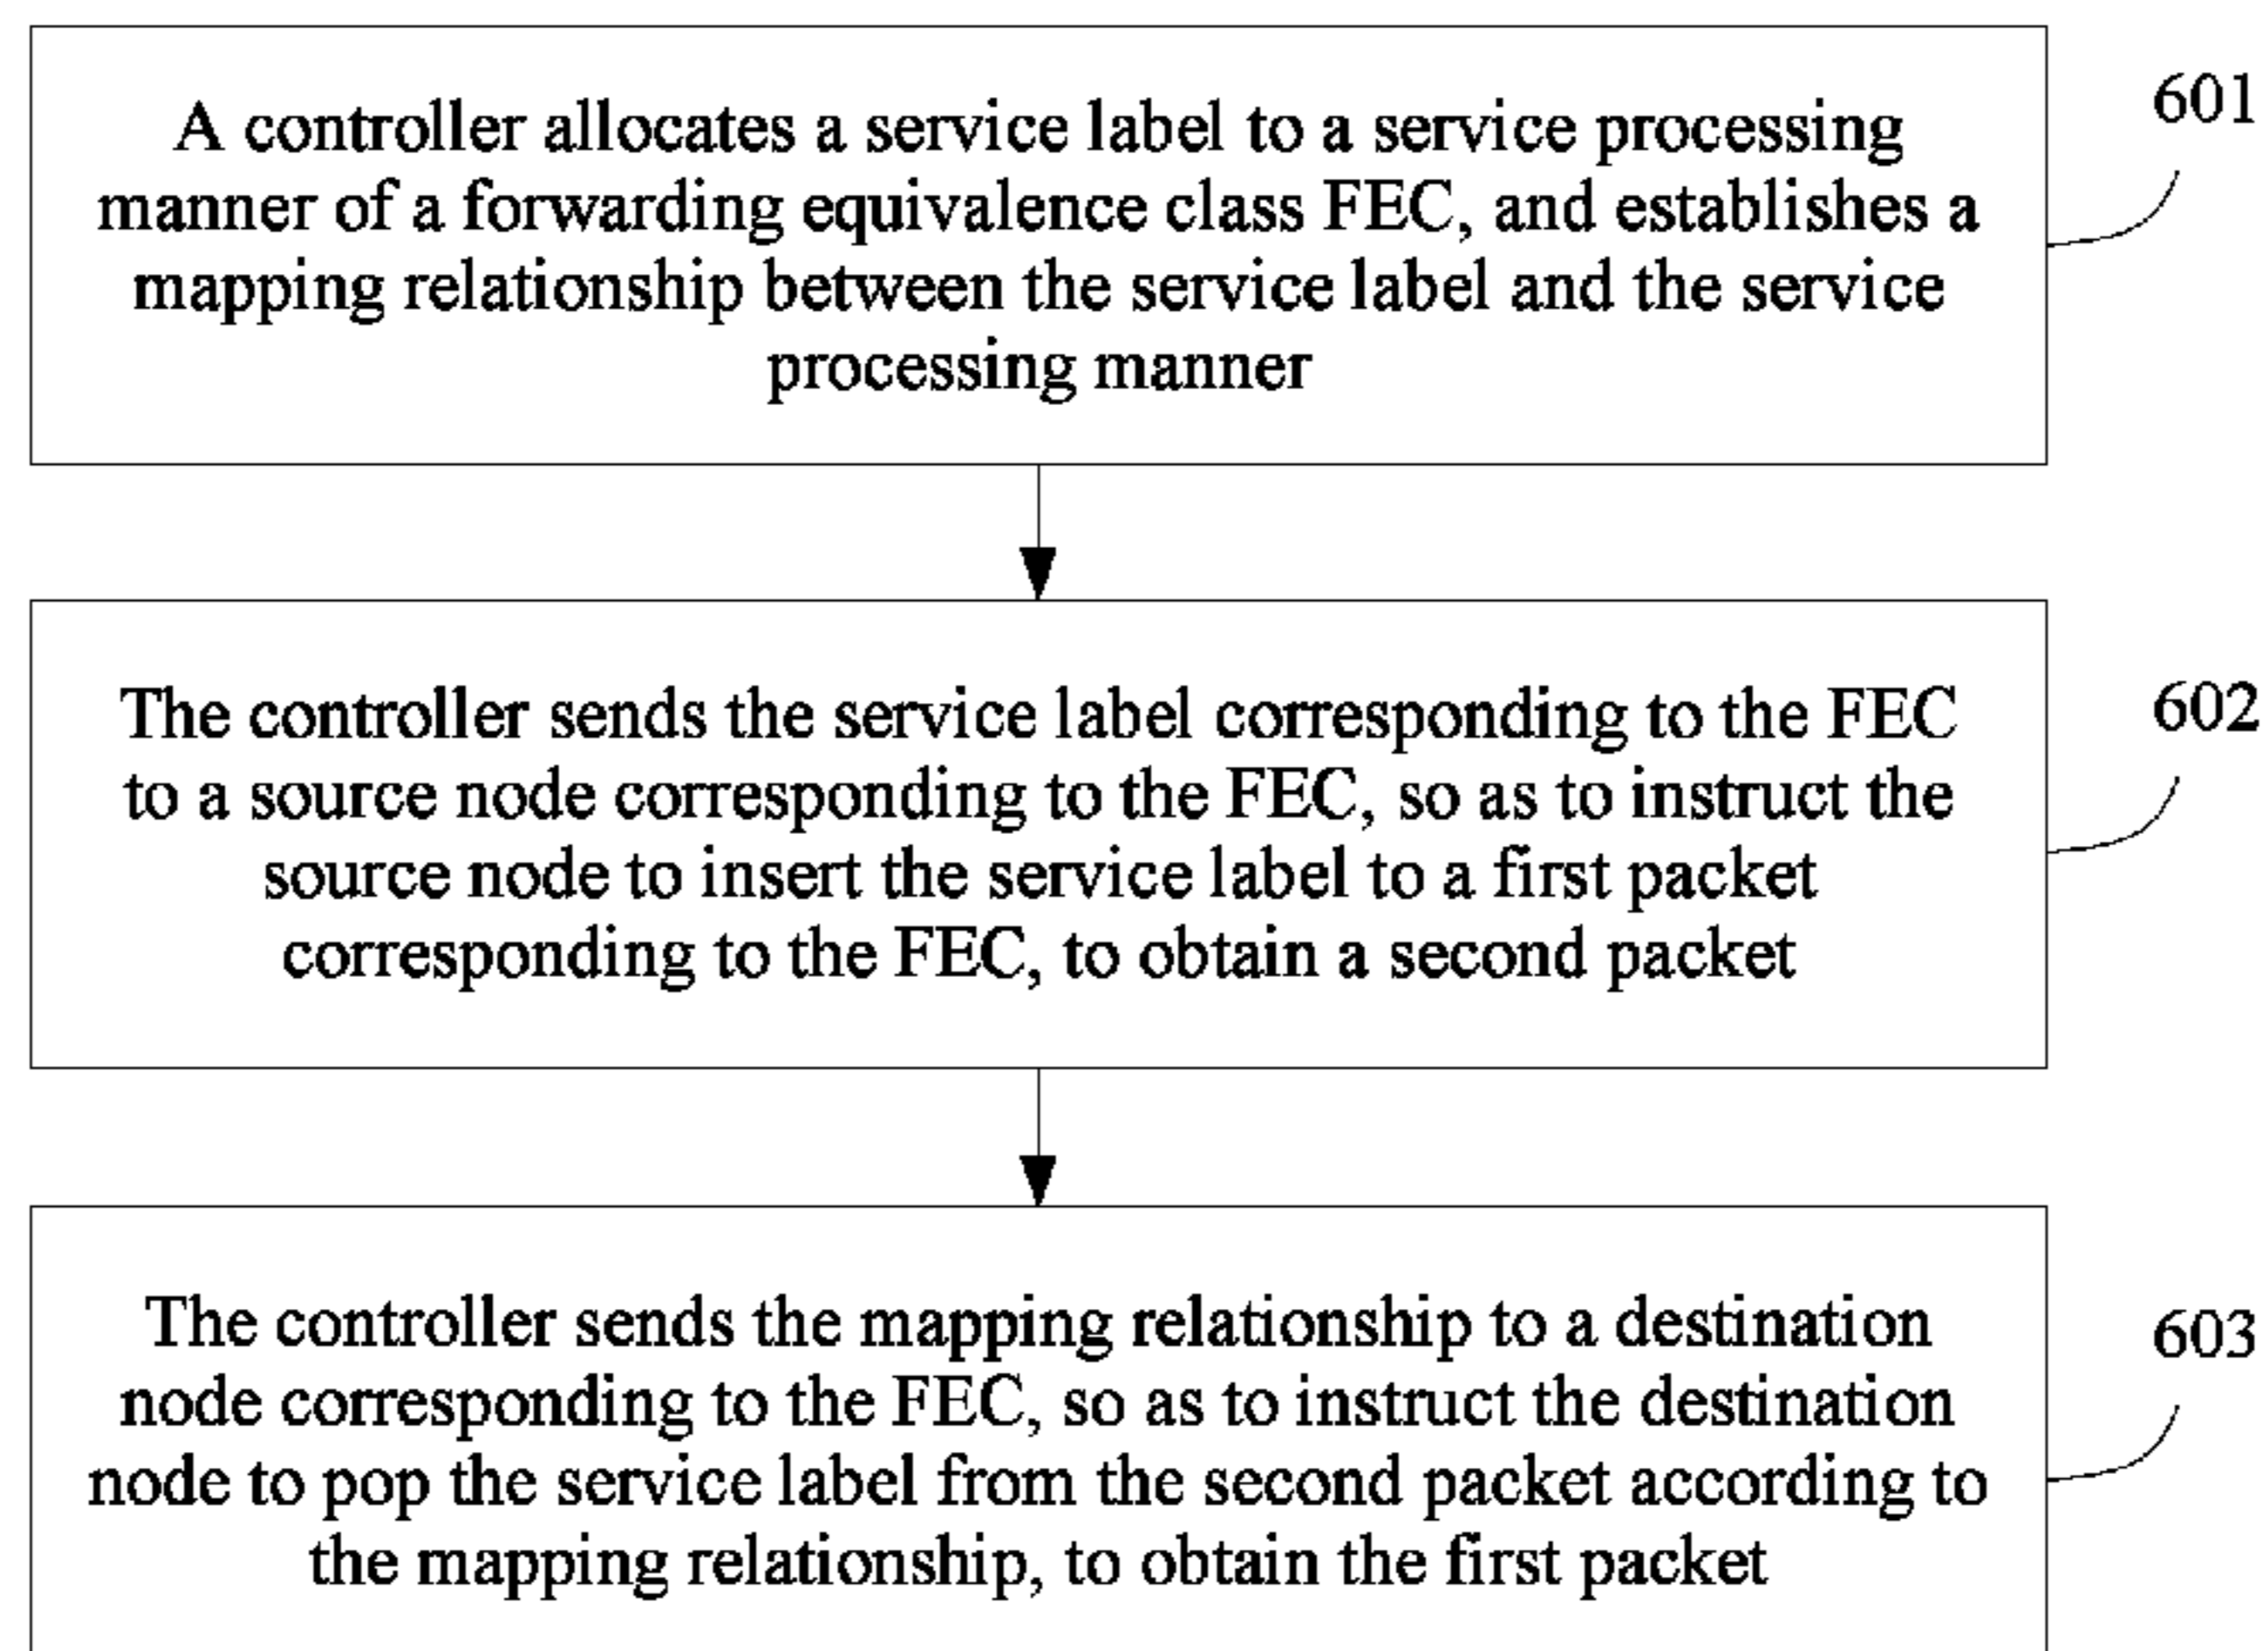 A controller allocates a service label to a service processing
manner of a forwarding equivalence class FEC, and establishes a
mapping relationship between the service label and the service
processing manner
601
The controller sends the service label corresponding to the FEC
to a source node corresponding to the FEC, so as to instruct the
source node to insert the service label to a first packet
corresponding to the FEC, to obtain a second packet
602
The controller sends the mapping relationship to a destination
node corresponding to the FEC, so as to instruct the destination
node to pop the service label from the second packet according to
the mapping relationship, to obtain the first packet
603